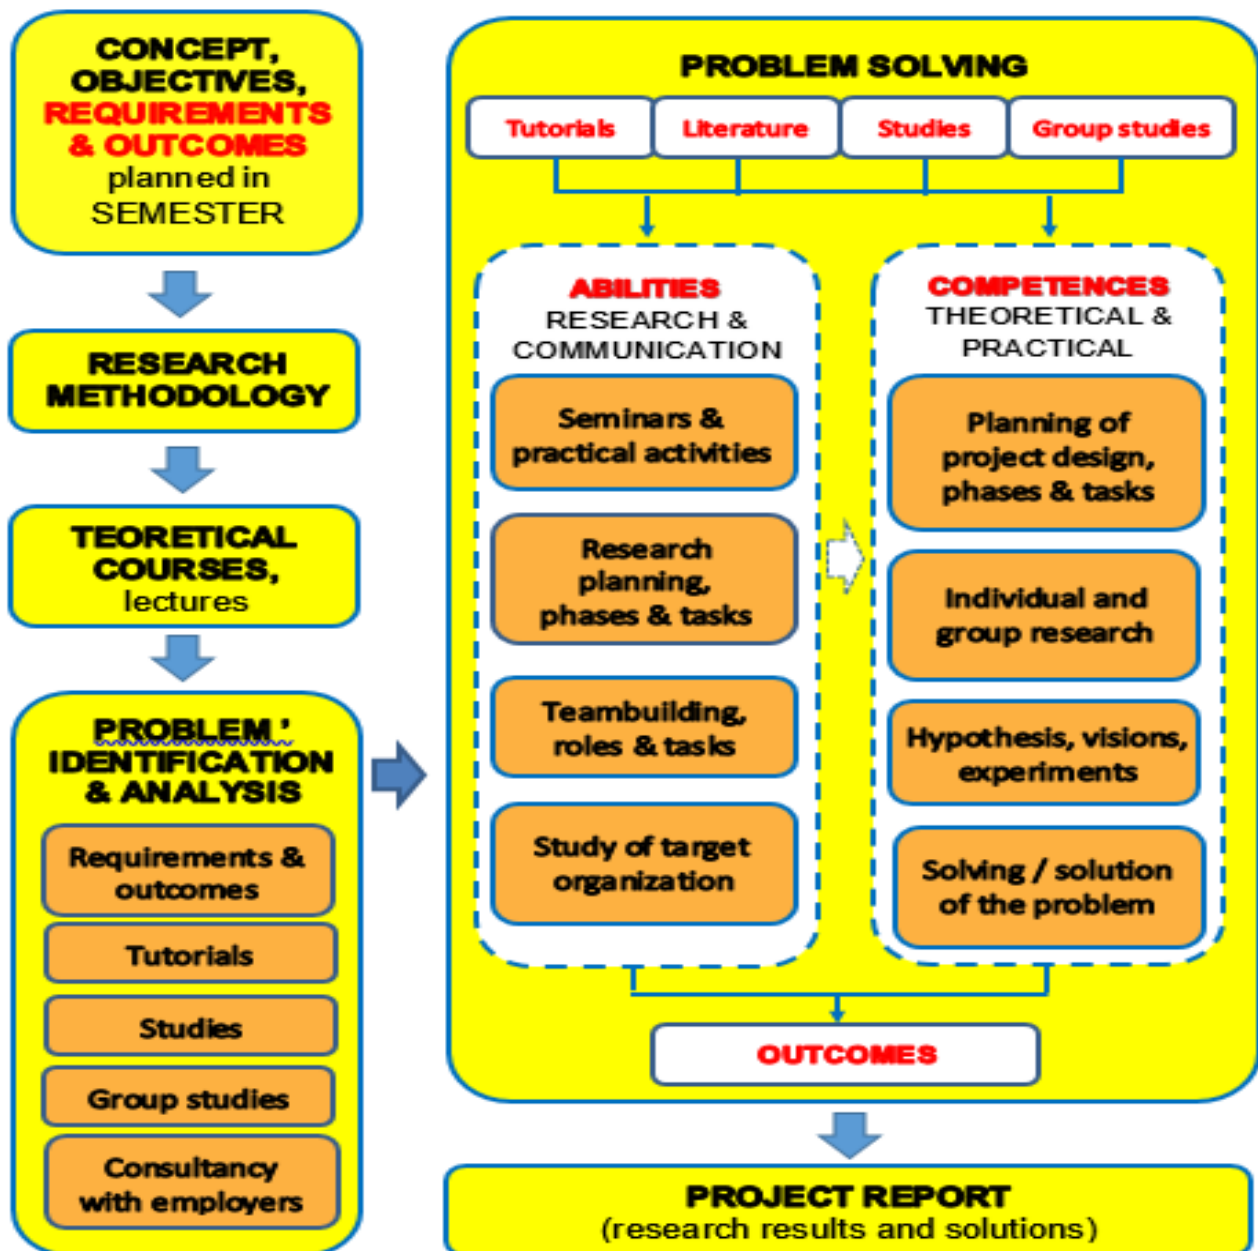 CONCEPT,
OBJECTIVES,
REQUIREMENTS
& OUTCOMES
planned in
SEMESTER
RESEARCH
METHODOLOGY
TEORETICAL
COURSES,
lectures
PROBLEM '
IDENTIFICATION
& ANALYSIS
Requirements &
outcomes
Tutorials
Studies
Group studies
Consultancy
with employers
PROBLEM SOLVING
Tutorials
Literature
Studies
Group studies
ABILITIES
RESEARCH &
COMMUNICATION
Seminars &
practical activities
Research
planning,
phases & tasks
Teambuilding,
roles & tasks
Study of target
organization
COMPETENCES
THEORETICAL &
PRACTICAL
Planning of
project design,
phases & tasks
Individual and
group research
Hypothesis, visions,
experiments
Solving / solution
of the problem
OUTCOMES
PROJECT REPORT
(research results and solutions)